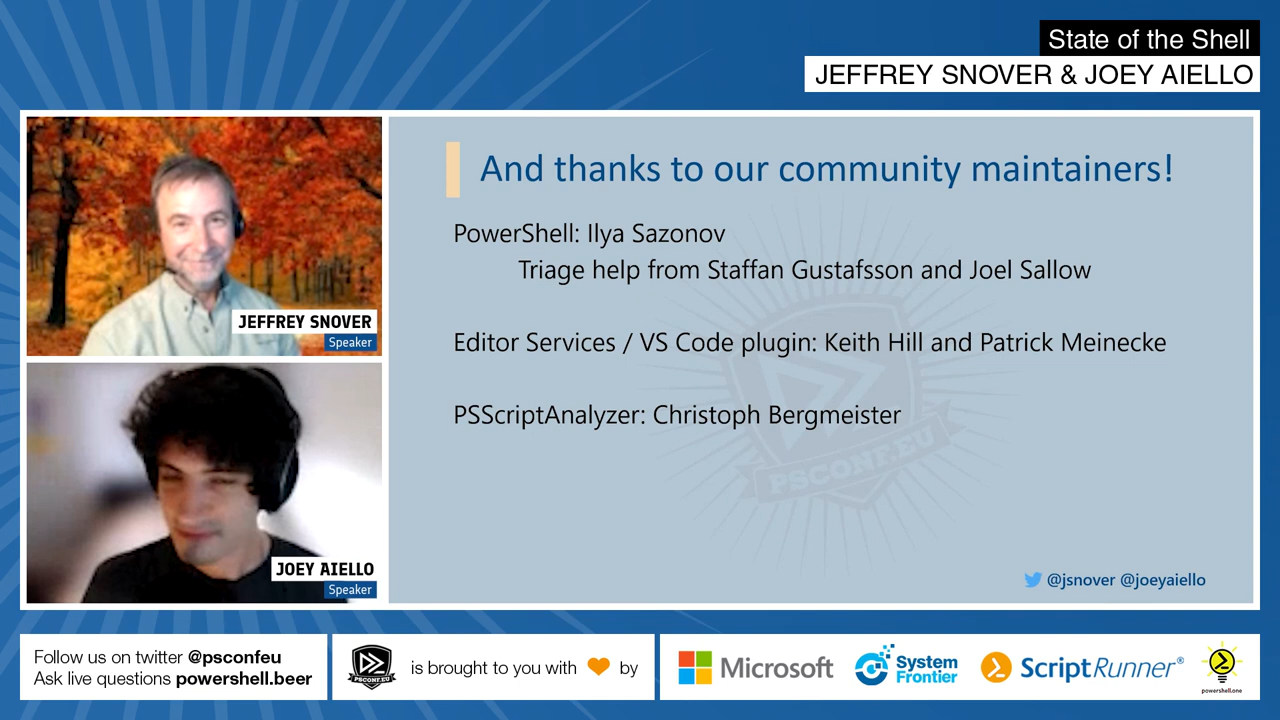 State of the Shell
JEFFREY SNOVER & JOEY AIELLO
JEFFREY SNOVER
Speaker
JOEY AIELLO
Speaker
And thanks to our community maintainers!
PowerShell: Ilya Sazonov
Triage help from Staffan Gustafsson and Joel Sallow
Editor Services / VS Code plugin: Keith Hill and Patrick Meinecke
PSScriptAnalyzer: Christoph Bergmeister
PSCONF.EU
@jsnover @joeyaiello
Follow us on twitter @psconfeu
Ask live questions powershell.beer
PSCONF.EU
is brought to you with by
Microsoft
System
Frontier
ScriptRunner®
powershell.one